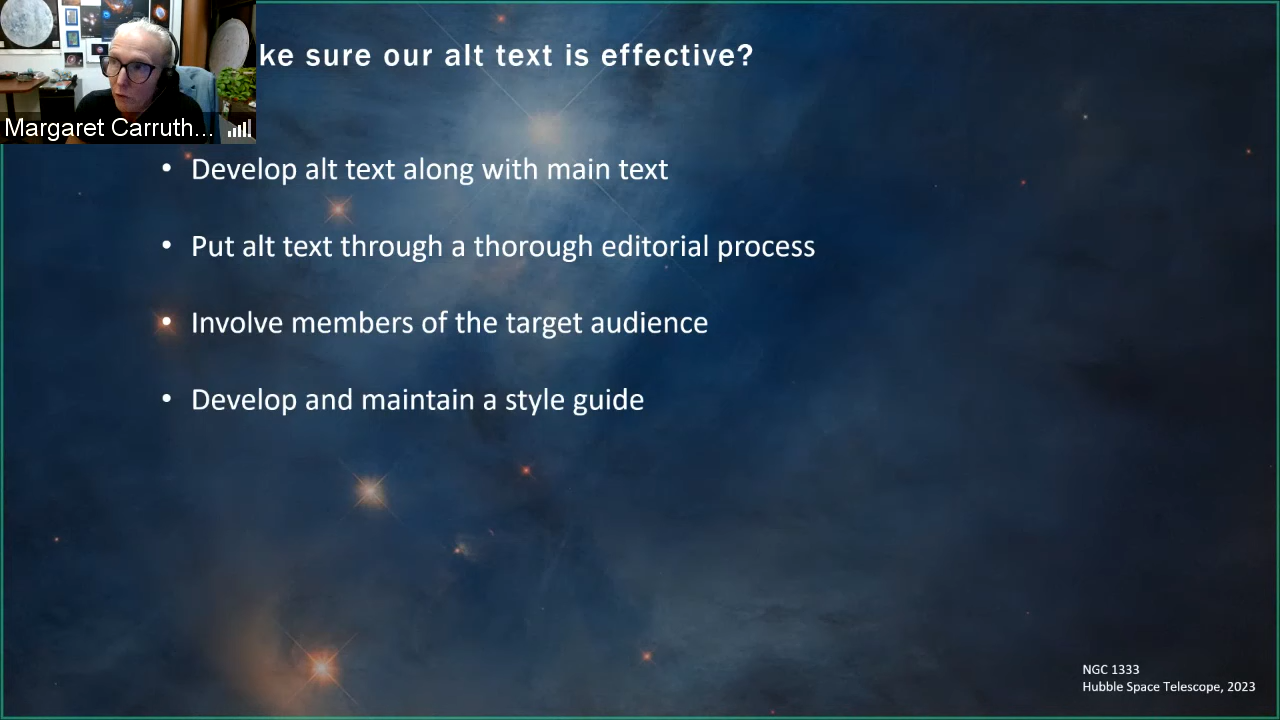 ke sure our alt text is effective?
Margaret Carruth...
• Develop alt text along with main text
• Put alt text through a thorough editorial process
• Involve members of the target audience
• Develop and maintain a style guide
NGC 1333
Hubble Space Telescope, 2023